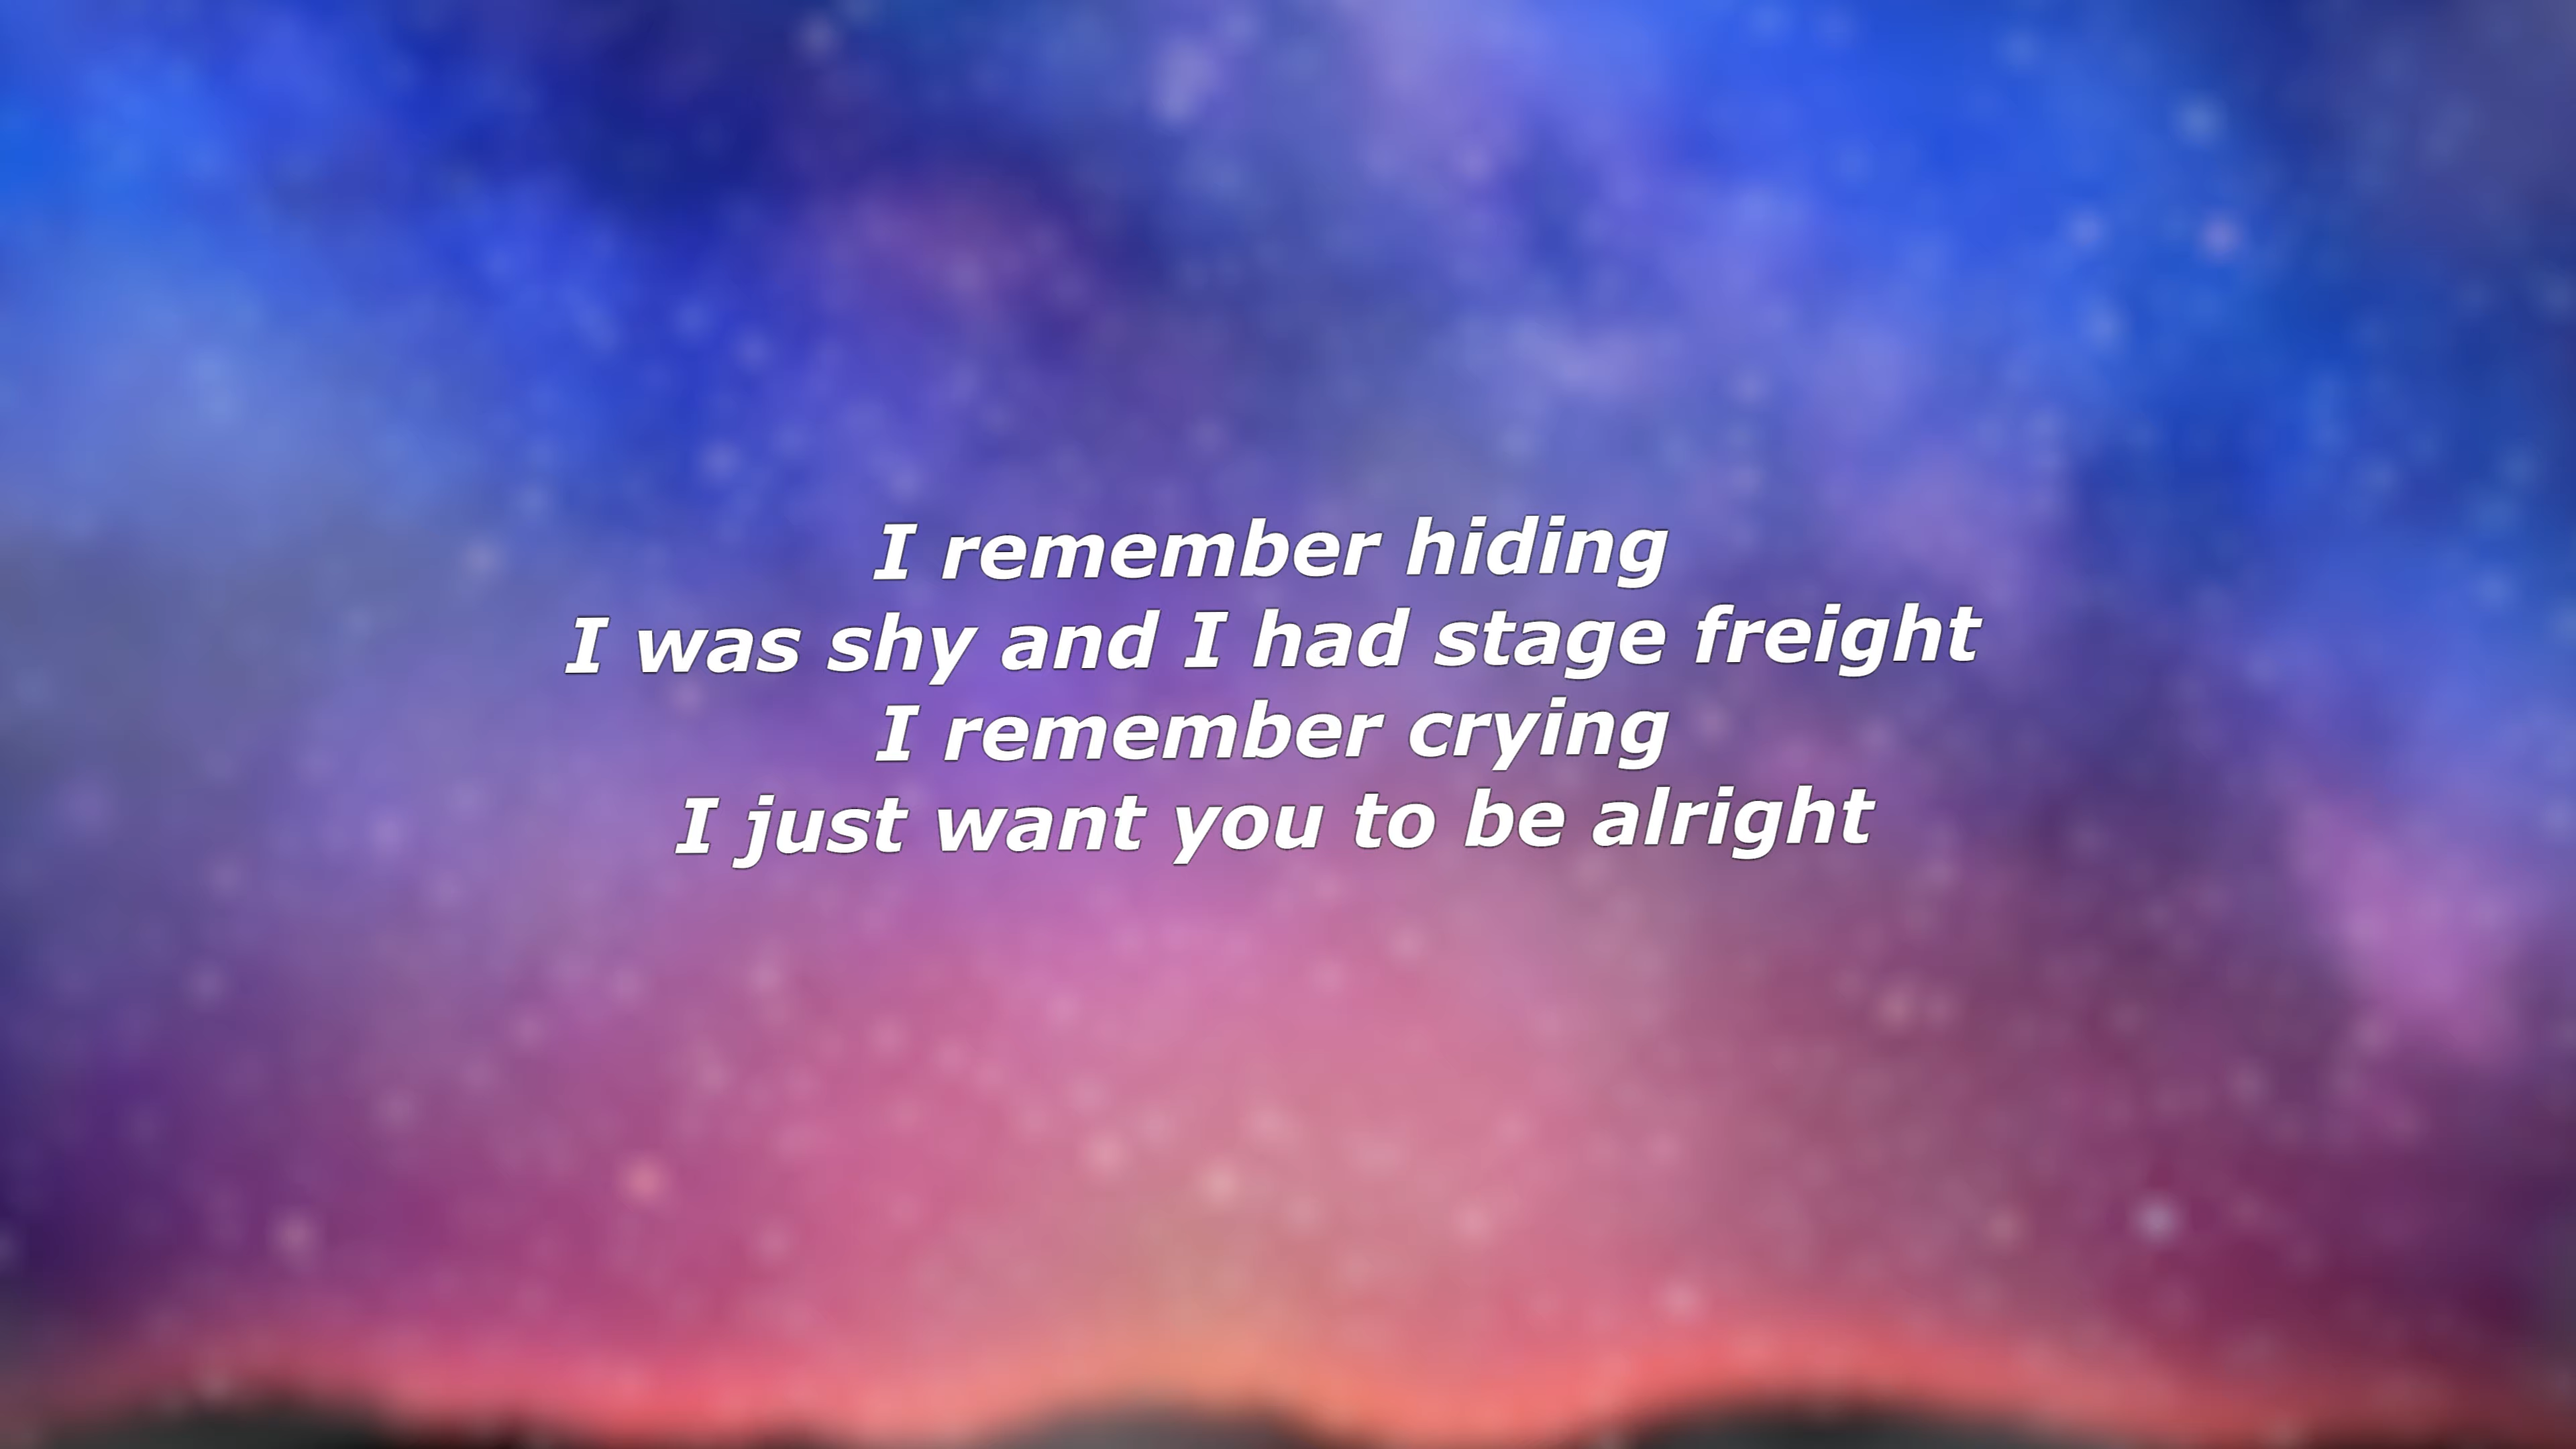 I remember hiding
I was shy and I had stage freight
I remember crying
I just want you to be alright